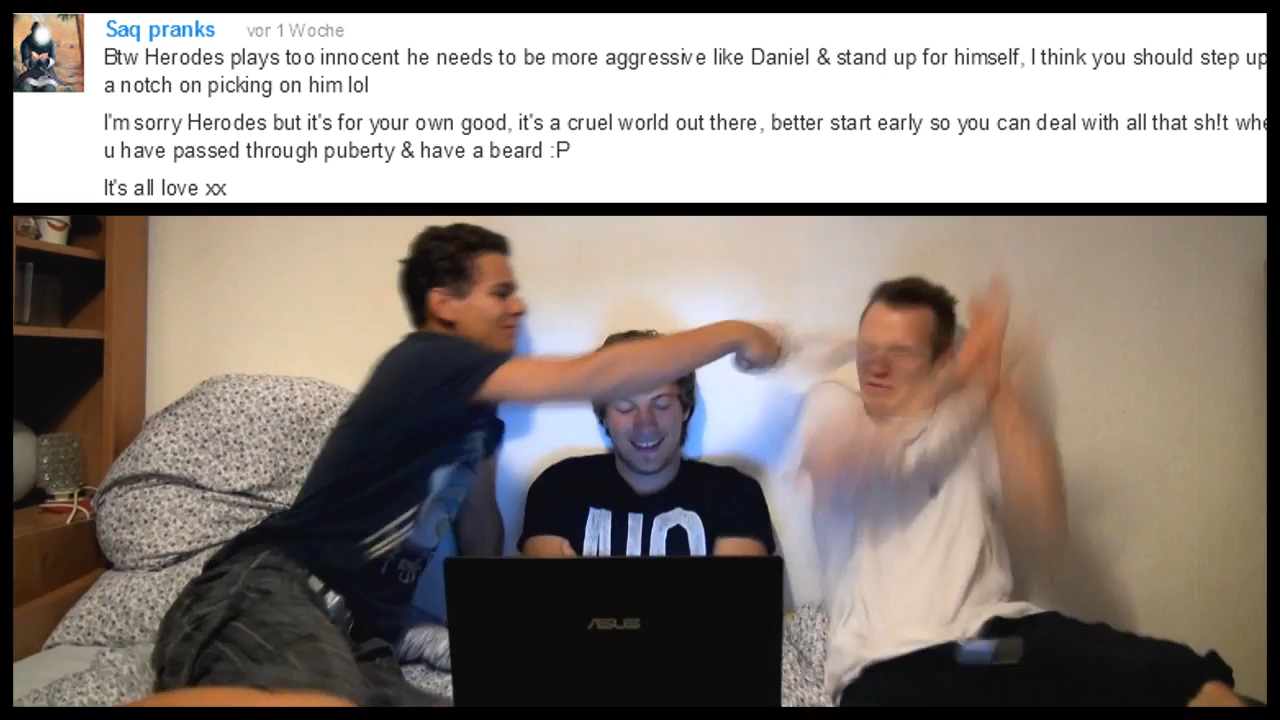 Saq pranks vor 1 Woche
Btw Herodes plays too innocent he needs to be more aggressive like Daniel & stand up for himself, I think you should step up
a notch on picking on him lol
I'm sorry Herodes but it's for your own good, it's a cruel world out there, better start early so you can deal with all that sh!t
u have passed through puberty & have a beard :P
It's all love xx
NO
ASUS